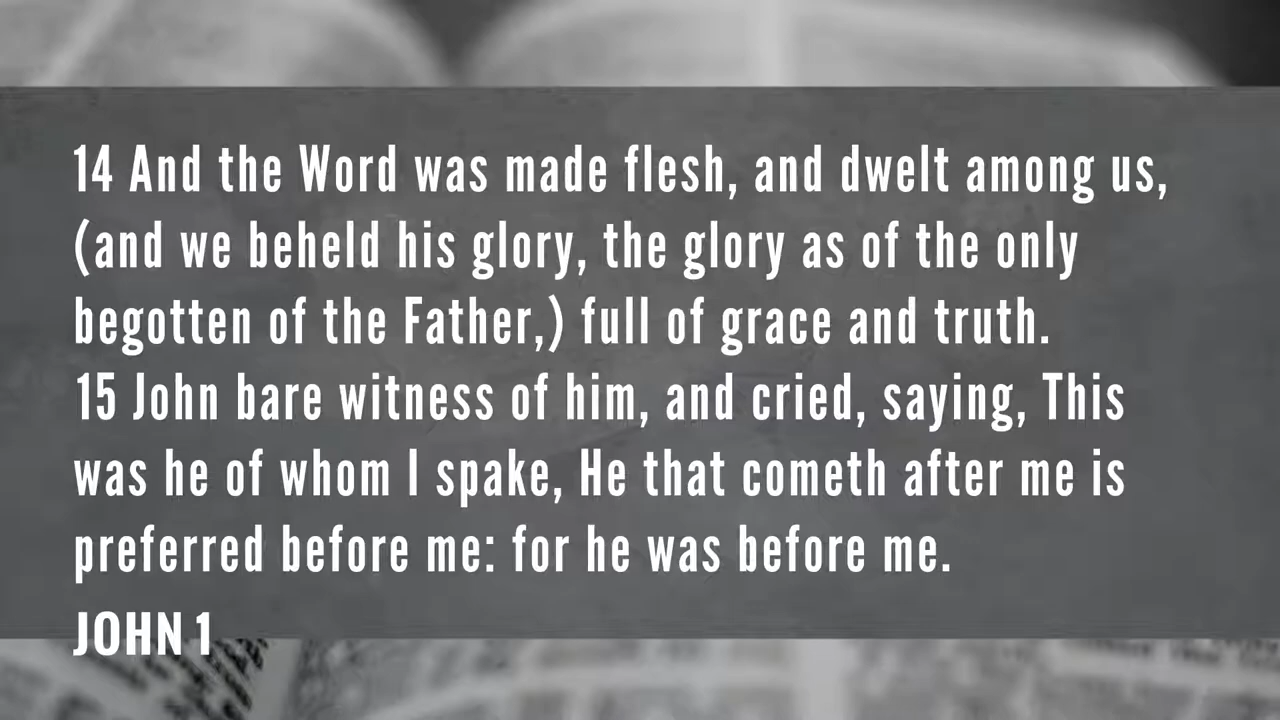 14 And the Word was made flesh, and dwelt among us,
(and we beheld his glory, the glory as of the only
begotten of the Father,) full of grace and truth.
15 John bare witness of him, and cried, saying, This
was he of whom I spake, He that cometh after me is
preferred before me: for he was before me.
JOHN 1